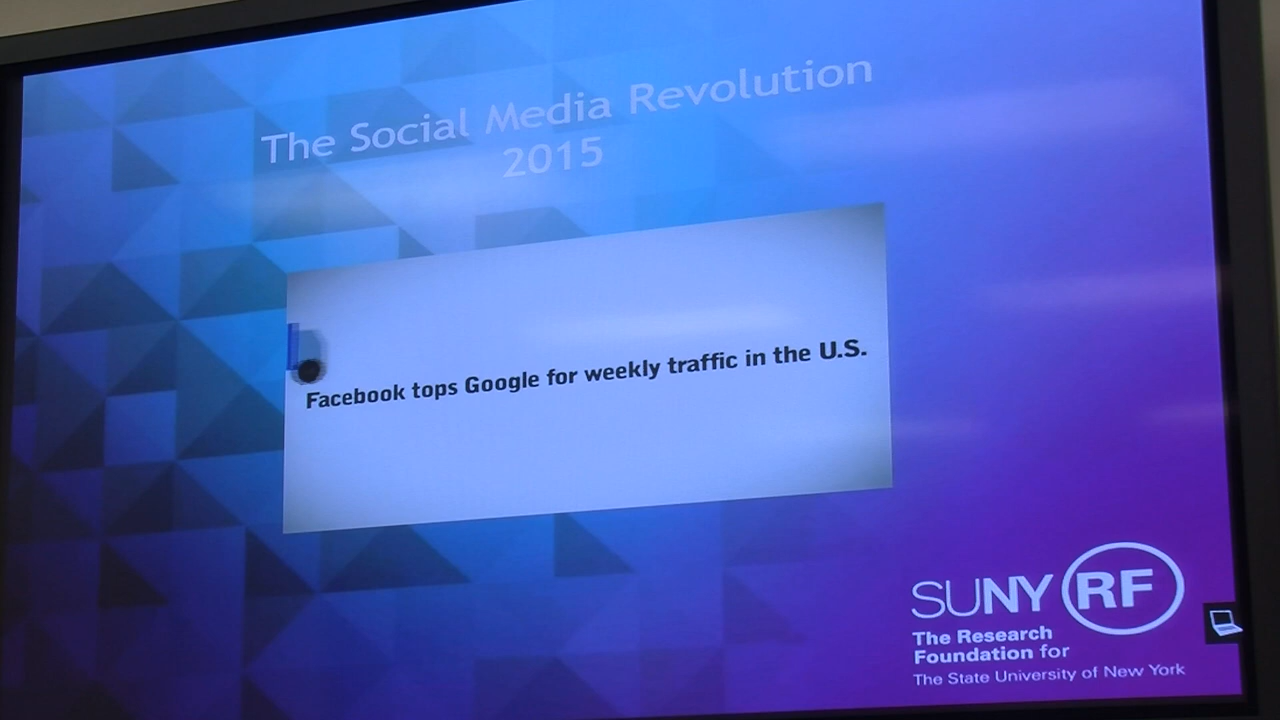 The Social Media Revolution
2015
Facebook tops Google for weekly traffic in the U.S.
SUNY RF
The Research
Foundation for
The State University of New York